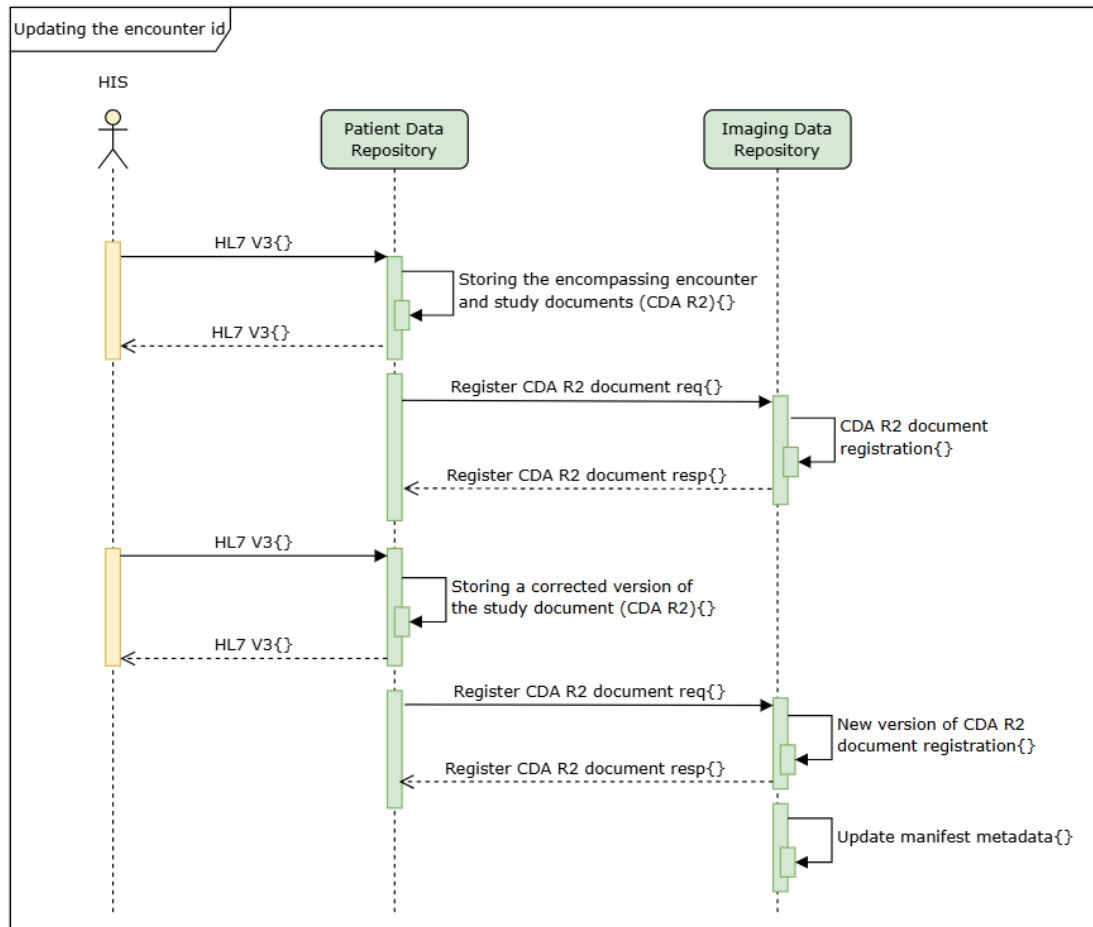 Updating the encounter id
HIS
Patient Data
Repository
Imaging Data
Repository
HL7 V3{}
Storing the encompassing encounter
and study documents (CDA R2){}
HL7 V3{}
Register CDA R2 document req{}
CDA R2 document
registration{}
Register CDA R2 document resp{}
HL7 V3{}
Storing a corrected version of
the study document (CDA R2){}
HL7 V3{}
Register CDA R2 document req{}
New version of CDA R2
document registration{}
Register CDA R2 document resp{}
Update manifest metadada{}